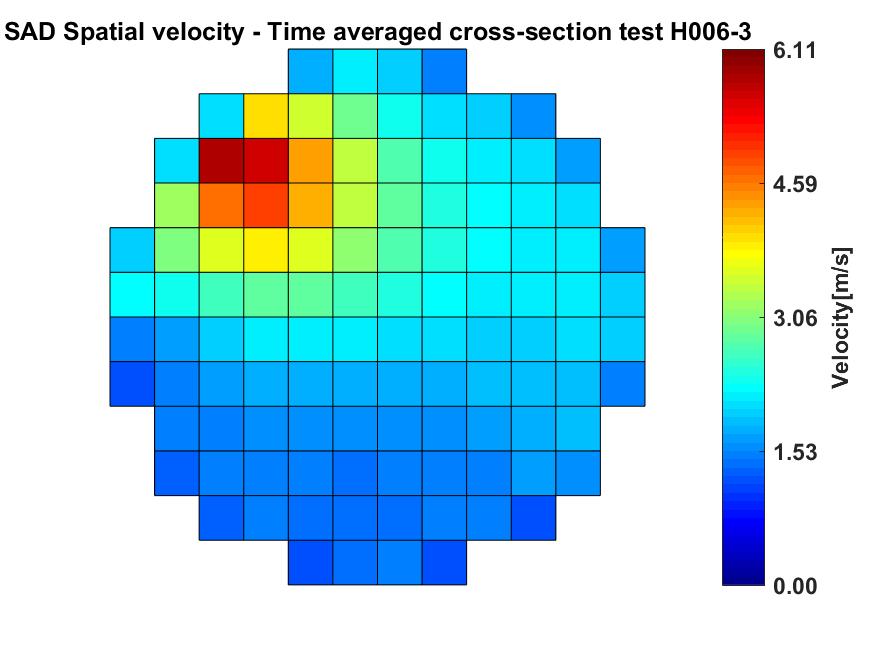 SAD Spatial velocity - Time averaged cross-section test H006-3
6.11
4.59
3.06
1.53
0.00
Velocity[m/s]